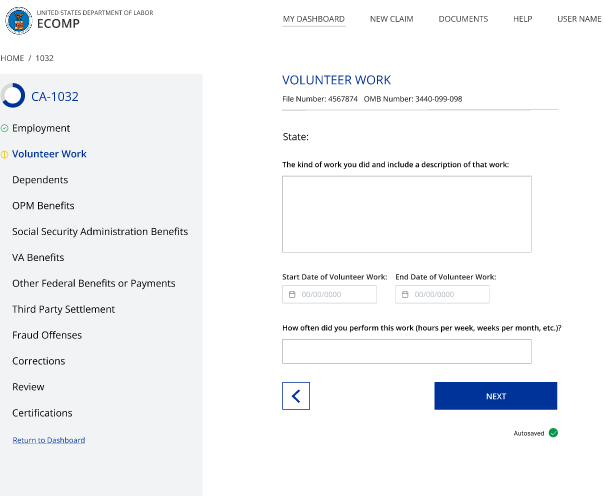 UNITED STATES DEPARTMENT OF LABOR
ECOMP
MY DASHBOARD NEW CLAIM DOCUMENTS HELP USER NAME
HOME / 1032
CA-1032
Employment
Volunteer Work
Dependents
OPM Benefits
Social Security Administration Benefits
VA Benefits
Other Federal Benefits or Payments
Third Party Settlement
Fraud Offenses
Corrections
Review
Certifications
Return to Dashboard
VOLUNTEER WORK
File Number: 4567874 OMB Number: 3440-099-098
State:
The kind of work you did and include a description of that work:
Start Date of Volunteer Work: End Date of Volunteer Work:
00/00/0000 00/00/0000
How often did you perform this work (hours per week, weeks per month, etc.)?
NEXT
Autosaved